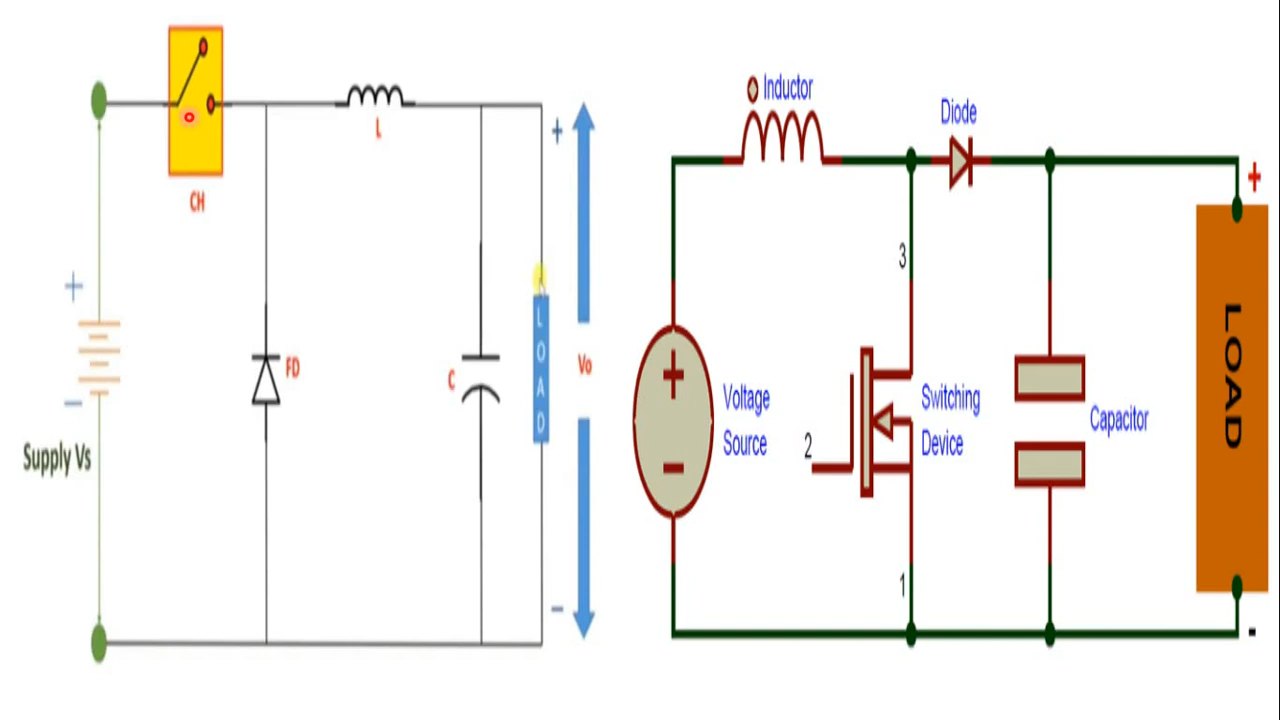 CH
L
+
+
FD
C
LOAD
Vo
−
−
Supply Vs
Inductor
Diode
+
3
+
Voltage
Source
−
2
Switching
Device
Capacitor
LOAD
1
-